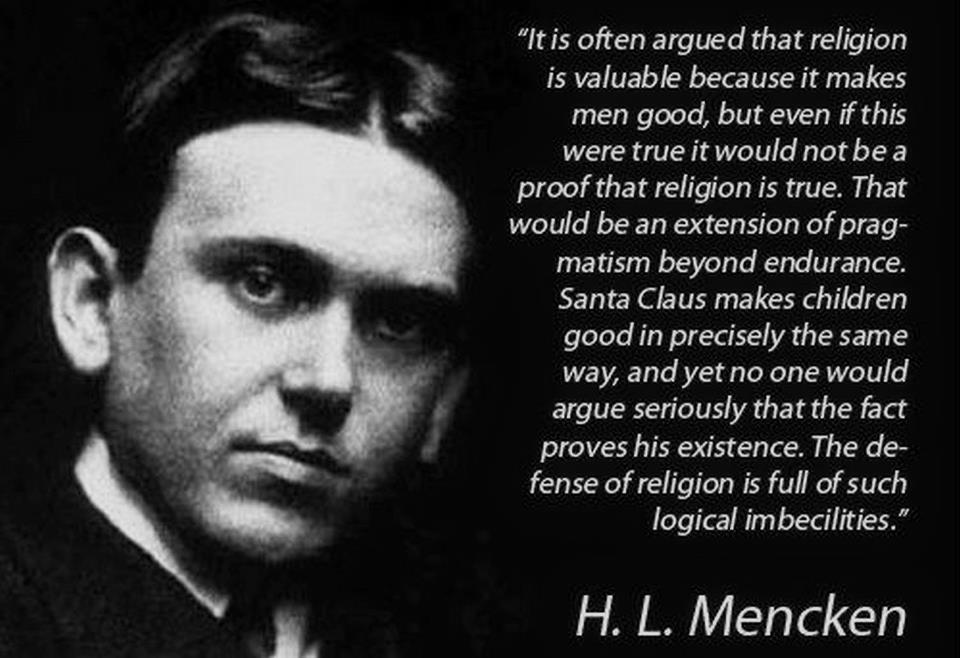 “It is often argued that religion
is valuable because it makes
men good, but even if this
were true it would not be a
proof that religion is true. That
would be an extension of prag-
matism beyond endurance.
Santa Claus makes children
good in precisely the same
way, and yet no one would
argue seriously that the fact
proves his existence. The de-
fense of religion is full of such
logical imbecilities.”
H. L. Mencken